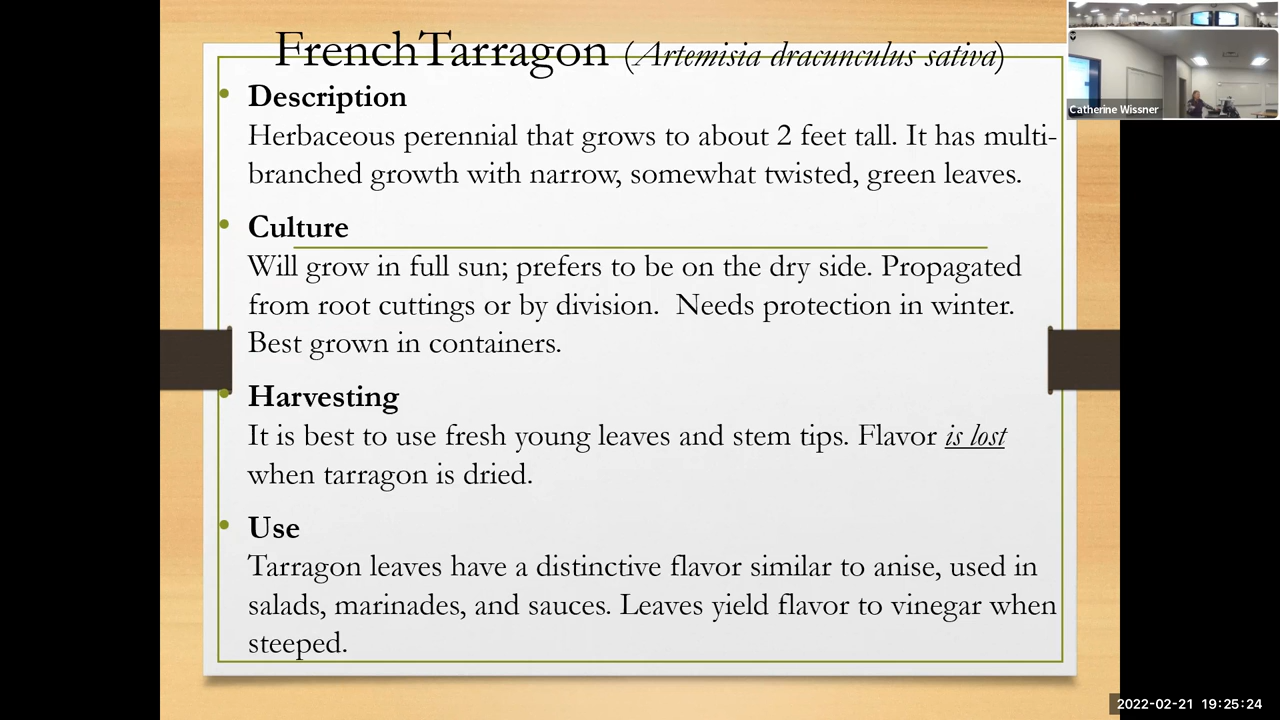 FrenchTarragon (Artemisia dracunculus sativa)
Catherine Wissner
• Description
Herbaceous perennial that grows to about 2 feet tall. It has multi-
branched growth with narrow, somewhat twisted, green leaves.
• Culture
Will grow in full sun; prefers to be on the dry side. Propagated
from root cuttings or by division.  Needs protection in winter.
Best grown in containers.
• Harvesting
It is best to use fresh young leaves and stem tips. Flavor is lost
when tarragon is dried.
• Use
Tarragon leaves have a distinctive flavor similar to anise, used in
salads, marinades, and sauces. Leaves yield flavor to vinegar when
steeped.
2022-02-21 19:25:24